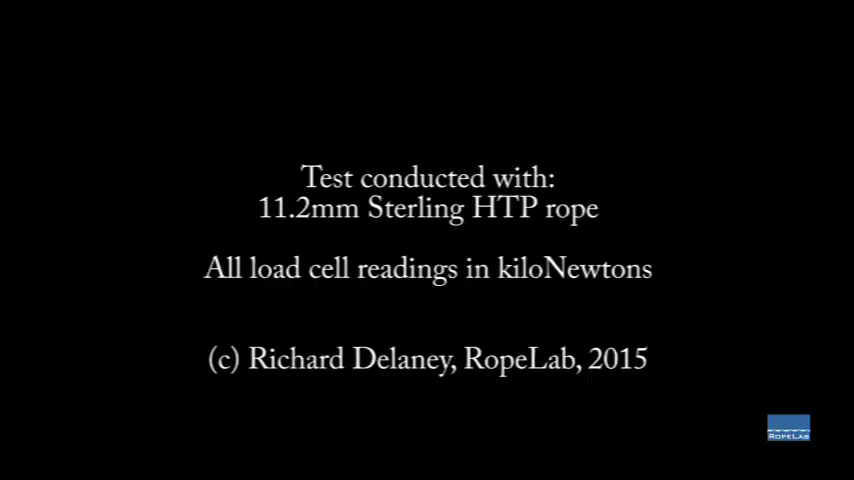 Test conducted with:
11.2mm Sterling HTP rope
All load cell readings in kiloNewtons
(c) Richard Delaney, RopeLab, 2015
ROPELAB